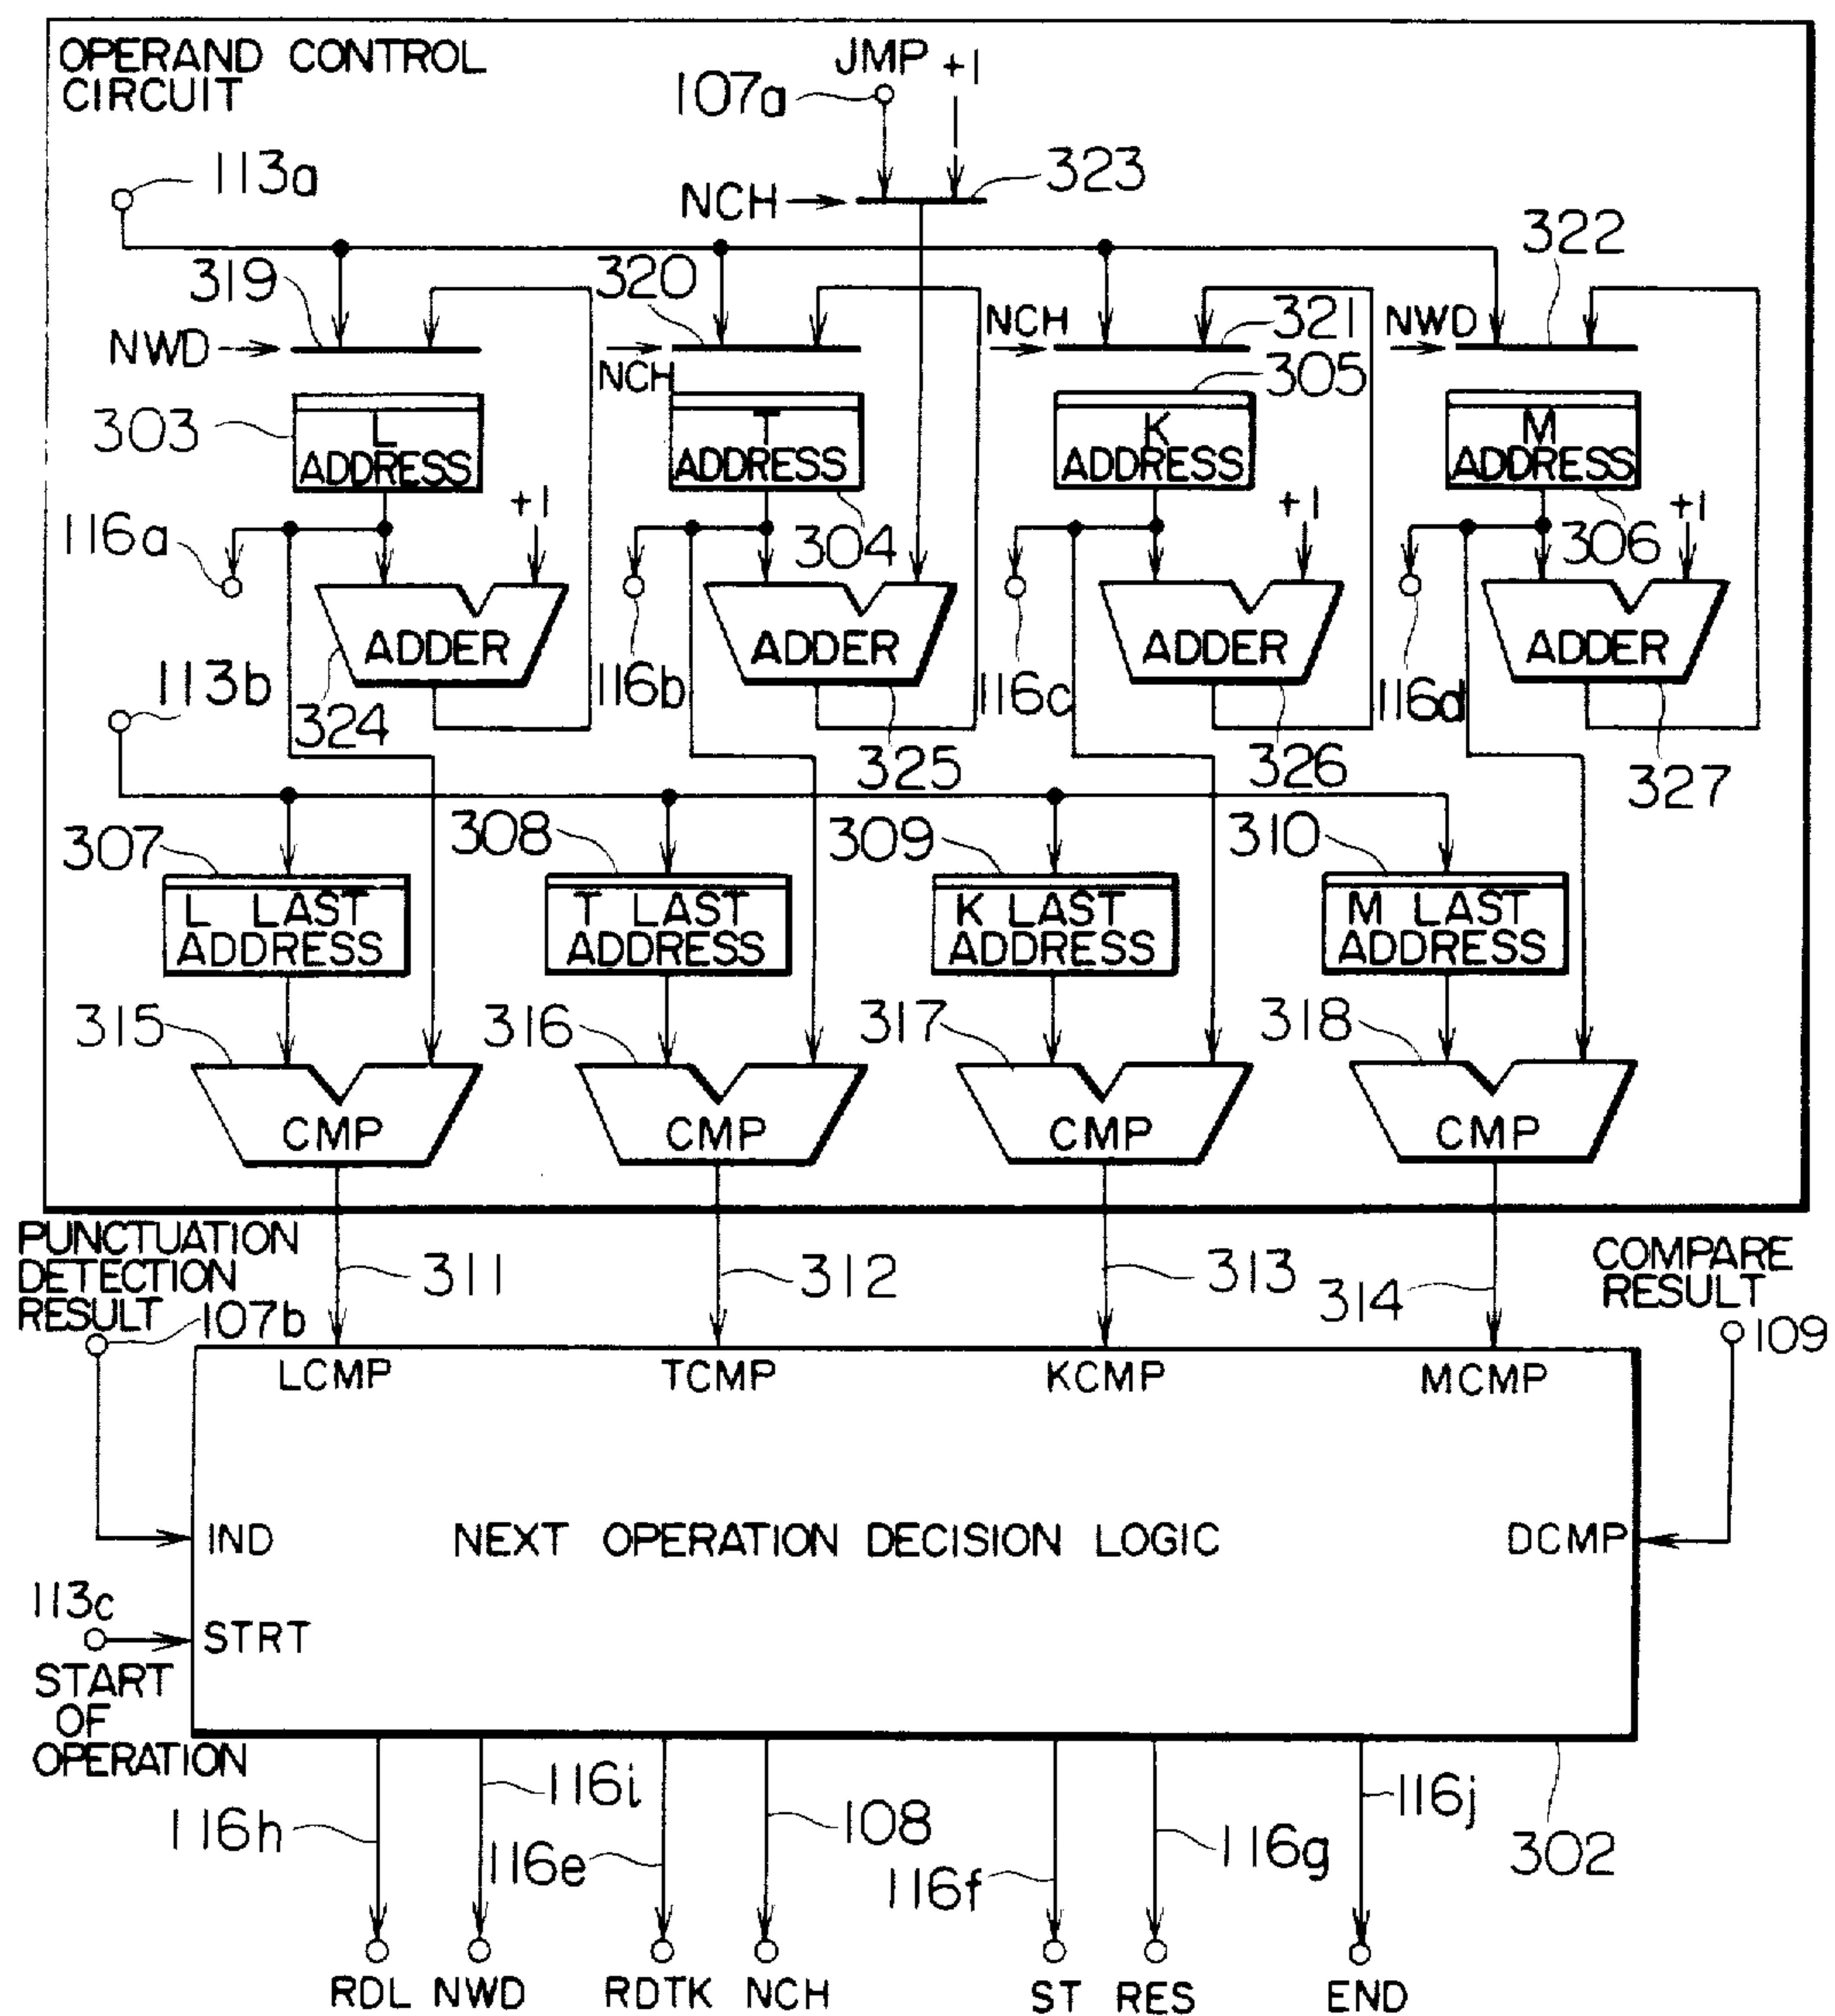 OPERAND CONTROL
CIRCUIT
JMP +1
107a
113a
NCH
323
322
319
320
321
NWD
NCH
NCH
NWD
305
303
L
ADDRESS
T
ADDRESS
K
ADDRESS
M
ADDRESS
+1
+1
+1
116a
304
306
ADDER
ADDER
ADDER
ADDER
113b
116b
116c
116d
324
325
326
327
307
308
309
310
L LAST
ADDRESS
T LAST
ADDRESS
K LAST
ADDRESS
M LAST
ADDRESS
315
316
317
318
CMP
CMP
CMP
CMP
PUNCTUATION
DETECTION
RESULT
107b
311
312
313
314
COMPARE
RESULT
109
LCMP
TCMP
KCMP
MCMP
IND
NEXT OPERATION DECISION LOGIC
DCMP
113c
STRT
START
OF
OPERATION
116h
116i
116e
108
116f
116g
116j
302
RDL
NWD
RDTK
NCH
ST
RES
END